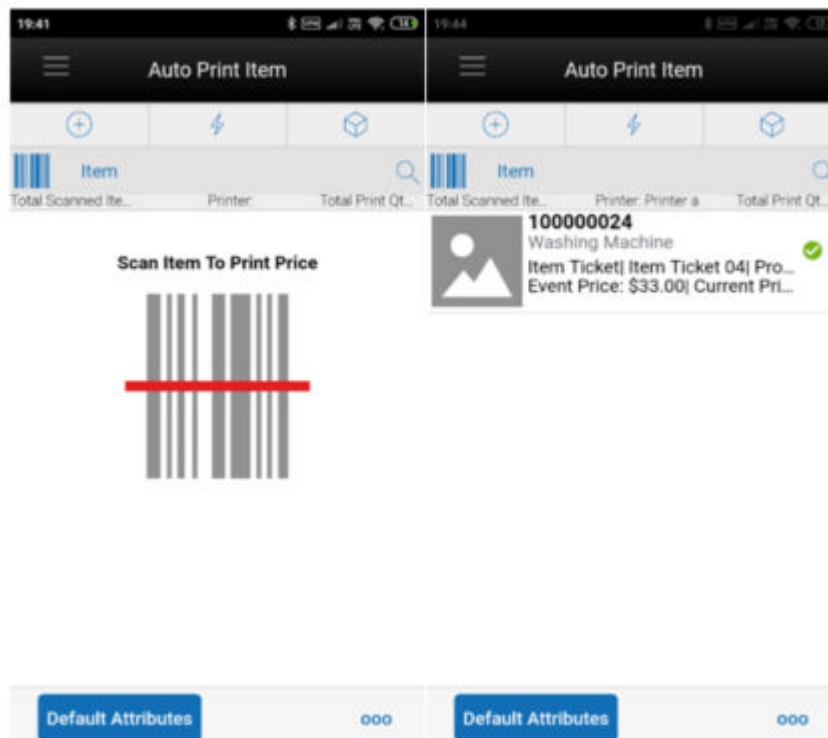 19:41
Auto Print Item
Item
Total Scanned Ite...
Printer:
Total Print Qt...
Scan Item To Print Price
Default Attributes
ooo
19:44
Auto Print Item
Item
Total Scanned Ite...
Printer: Printer a
Total Print Qt...
100000024
Washing Machine
Item Ticket| Item Ticket 04| Pro...
Event Price: $33.00| Current Pri...
Default Attributes
ooo